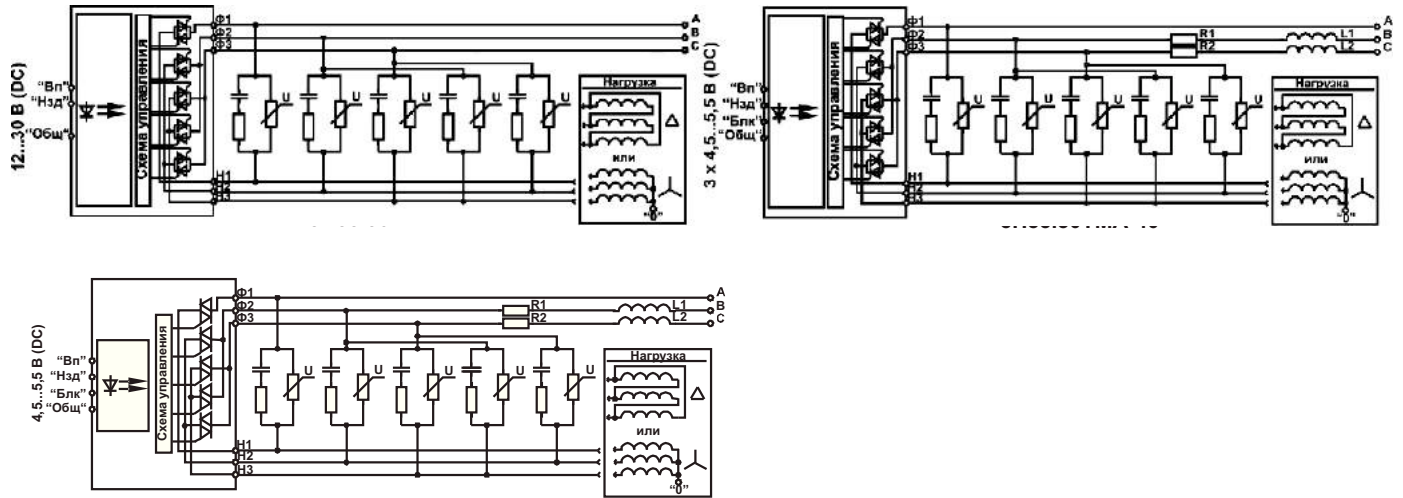 12...30 В (DC)
“Вп”
“Нзд”
“Общ”
Схема управления
Ф1
Ф2
Ф3
A
B
C
U
U
U
U
U
Н1
Н2
Н3
Нагрузка
Δ
или
“0”
3 x 4,5...5,5 В (DC)
“Вп”
“Нзд”
“Блк”
“Общ”
Схема управления
Ф1
Ф2
Ф3
R1
R2
L1
L2
A
B
C
U
U
U
U
U
Н1
Н2
Н3
Нагрузка
Δ
или
“0”
4,5...5,5 В (DC)
“Вп”
“Нзд”
“Блк”
“Общ”
Схема управления
Ф1
Ф2
Ф3
R1
R2
L1
L2
A
B
C
U
U
U
U
U
Н1
Н2
Н3
Нагрузка
Δ
или
“0”